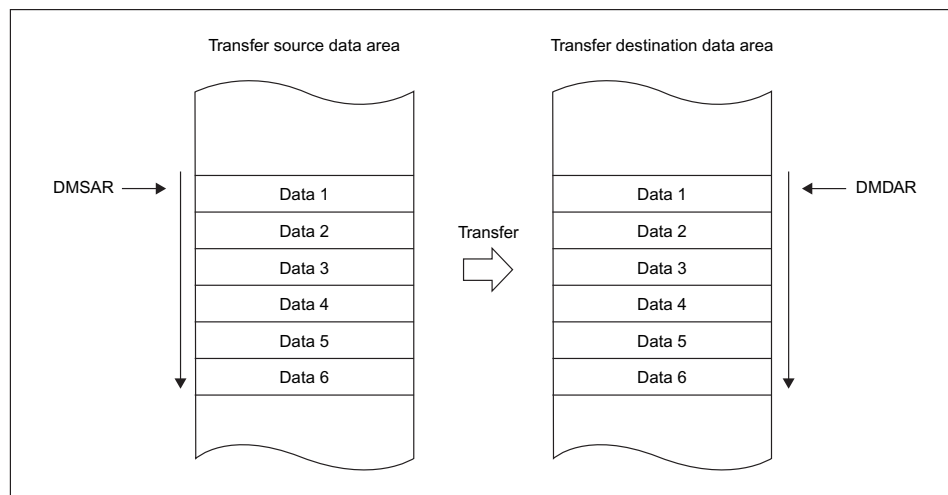 Transfer source data area
Transfer destination data area
DMSAR
Data 1
Data 2
Data 3
Data 4
Data 5
Data 6
Transfer
Data 1
Data 2
Data 3
Data 4
Data 5
Data 6
DMDAR